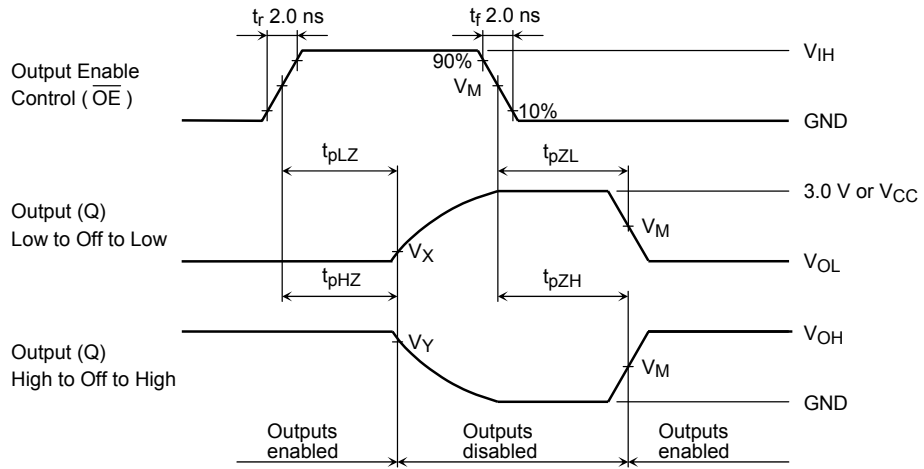 tr 2.0 ns
tf 2.0 ns
Output Enable
Control ( OE )
90%
VM
10%
VIH
GND
tpLZ
tpZL
3.0 V or VCC
Output (Q)
Low to Off to Low
VX
VM
VOL
tpHZ
tpZH
Output (Q)
High to Off to High
VY
VM
VOH
GND
Outputs
enabled
Outputs
disabled
Outputs
enabled